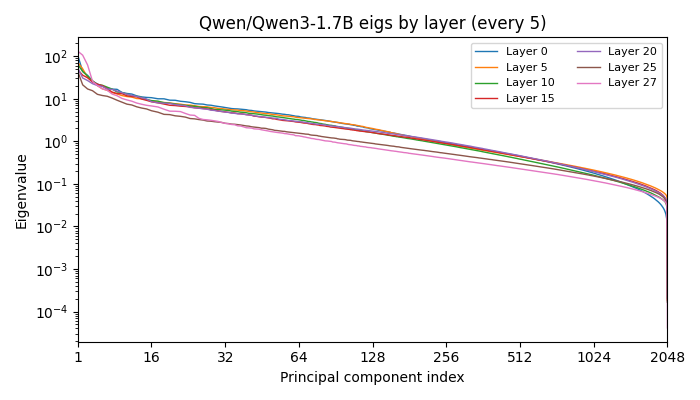 Qwen/Qwen3-1.7B eigs by layer (every 5)
Layer 0
Layer 5
Layer 10
Layer 15
Layer 20
Layer 25
Layer 27
Eigenvalue
10²
10¹
10⁰
10⁻¹
10⁻²
10⁻³
10⁻⁴
1 16 32 64 128 256 512 1024 2048
Principal component index